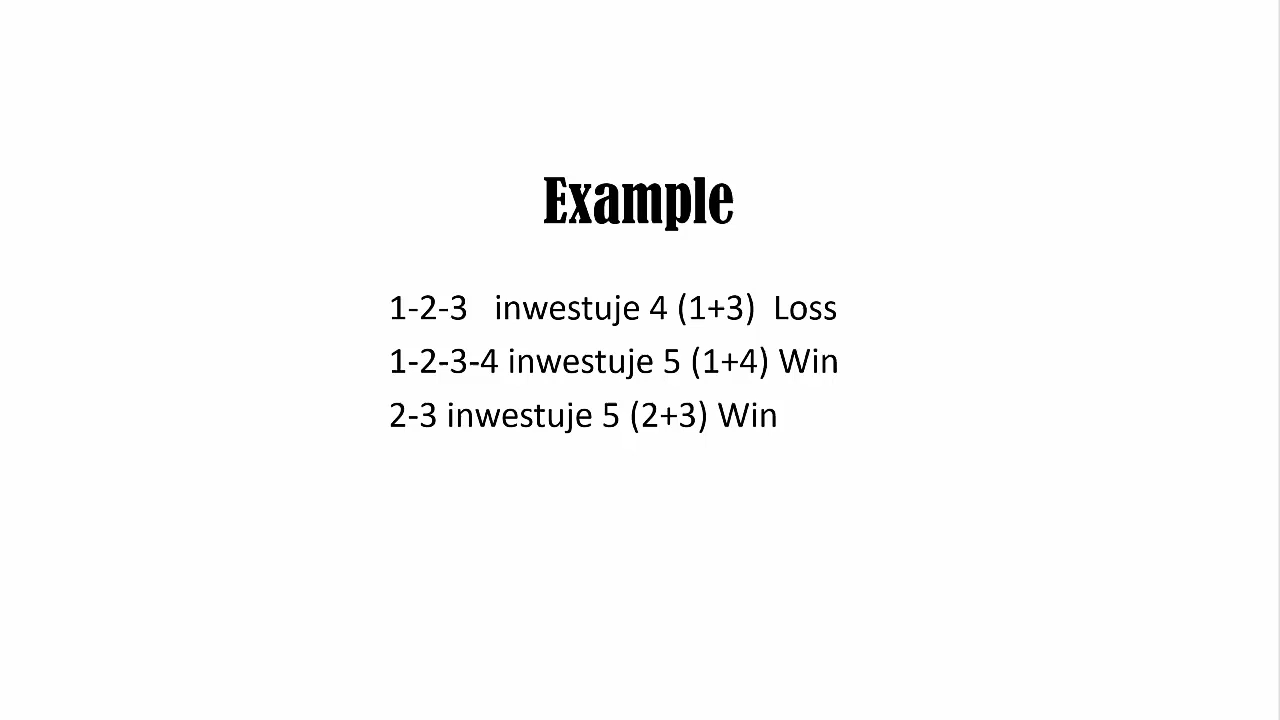 Example
1-2-3 inwestuje 4 (1+3) Loss
1-2-3-4 inwestuje 5 (1+4) Win
2-3 inwestuje 5 (2+3) Win